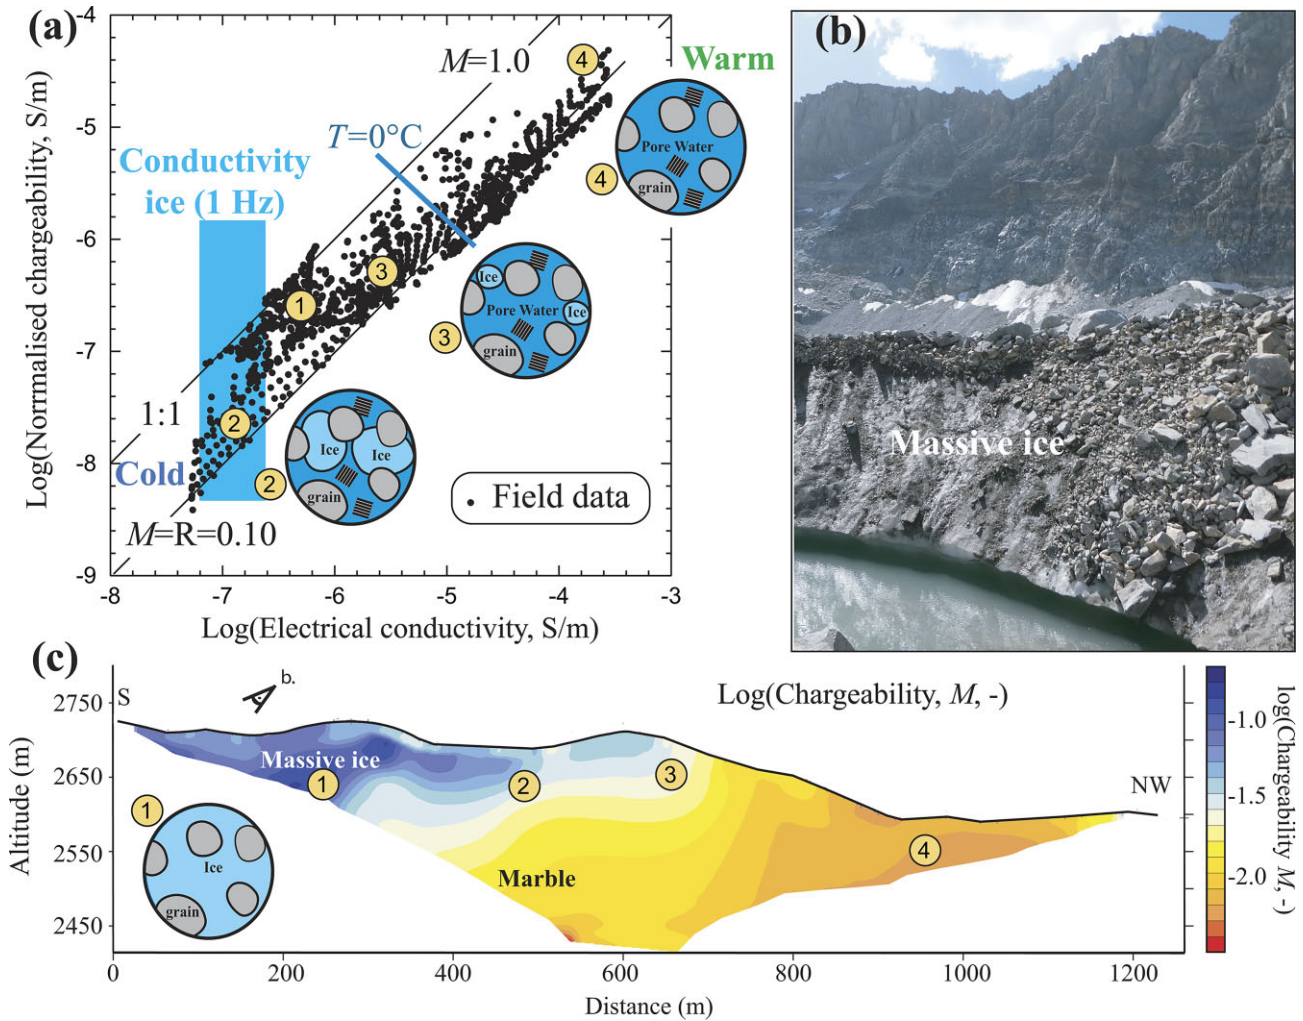 (a)
-4
-5
-6
-7
-8
-9
Log(Norrmalised chargeability, S/m)
M=1.0
4
Warm
T=0°C
Conductivity
ice (1 Hz)
Pore Water
4
grain
3
1
Ice
Pore Water
Ice
3
grain
1:1
2
Ice
Ice
Cold
2
grain
Field data
M=R=0.10
-8
-7
-6
-5
-4
-3
Log(Electrical conductivity, S/m)
(b)
Massive ice
(c)
S
b.
Log(Chargeability, M, -)
2750
2650
2550
2450
Altitude (m)
Massive ice
1
2
3
NW
1
Ice
grain
4
Marble
0
200
400
600
800
1000
1200
Distance (m)
-1.0
-1.5
-2.0
log(Chargeability M, -)